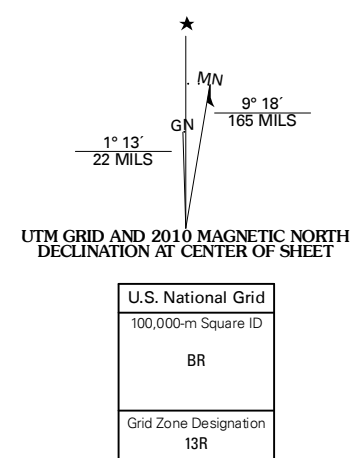 ★
MN
GN
9° 18´
165 MILS
1° 13´
22 MILS
UTM GRID AND 2010 MAGNETIC NORTH
DECLINATION AT CENTER OF SHEET
U.S. National Grid
100,000-m Square ID
BR
Grid Zone Designation
13R